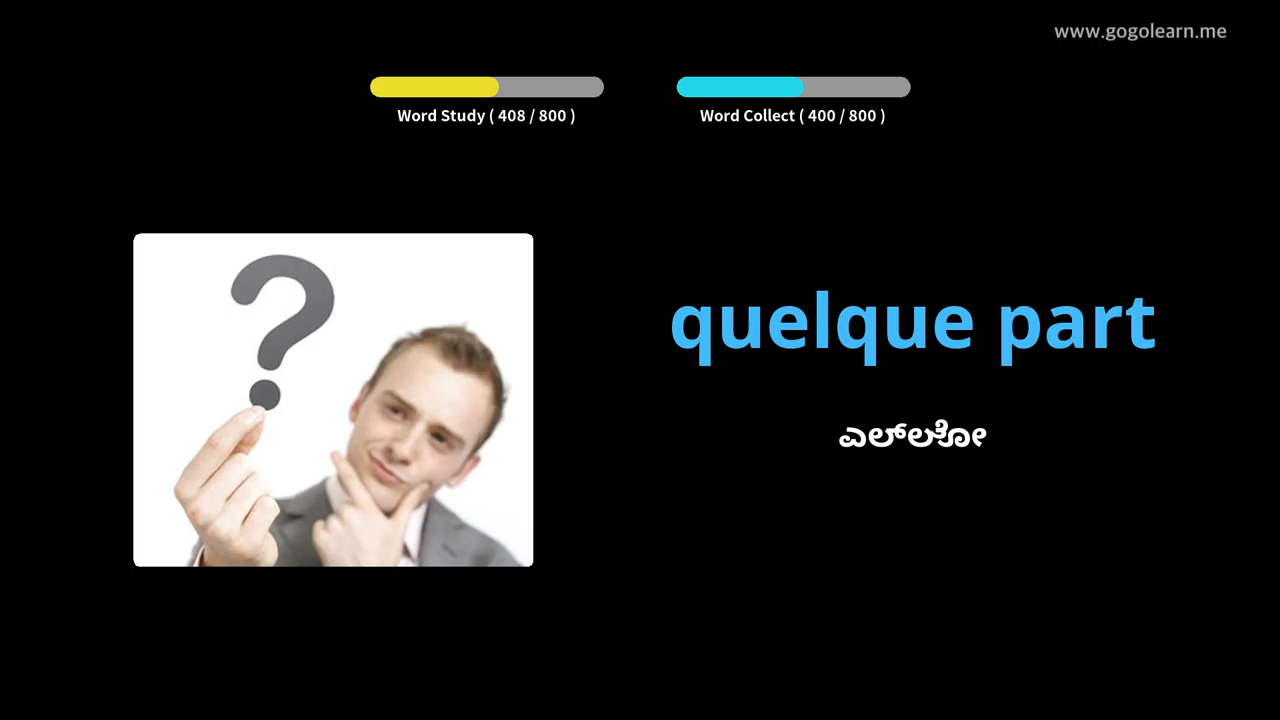 www.gogolearn.me
Word Study ( 408 / 800 )
Word Collect ( 400 / 800 )
quelque part
ಎಲ್ಲೋ